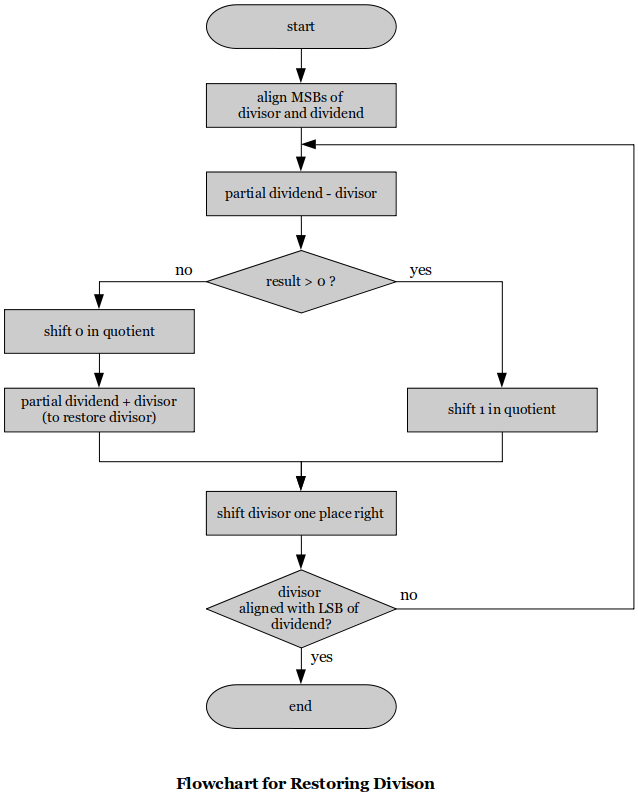 start
align MSBs of
divisor and dividend
partial dividend - divisor
result > 0 ?
no
yes
shift 0 in quotient
partial dividend + divisor
(to restore divisor)
shift 1 in quotient
shift divisor one place right
divisor
aligned with LSB of
dividend?
no
yes
end
Flowchart for Restoring Divison